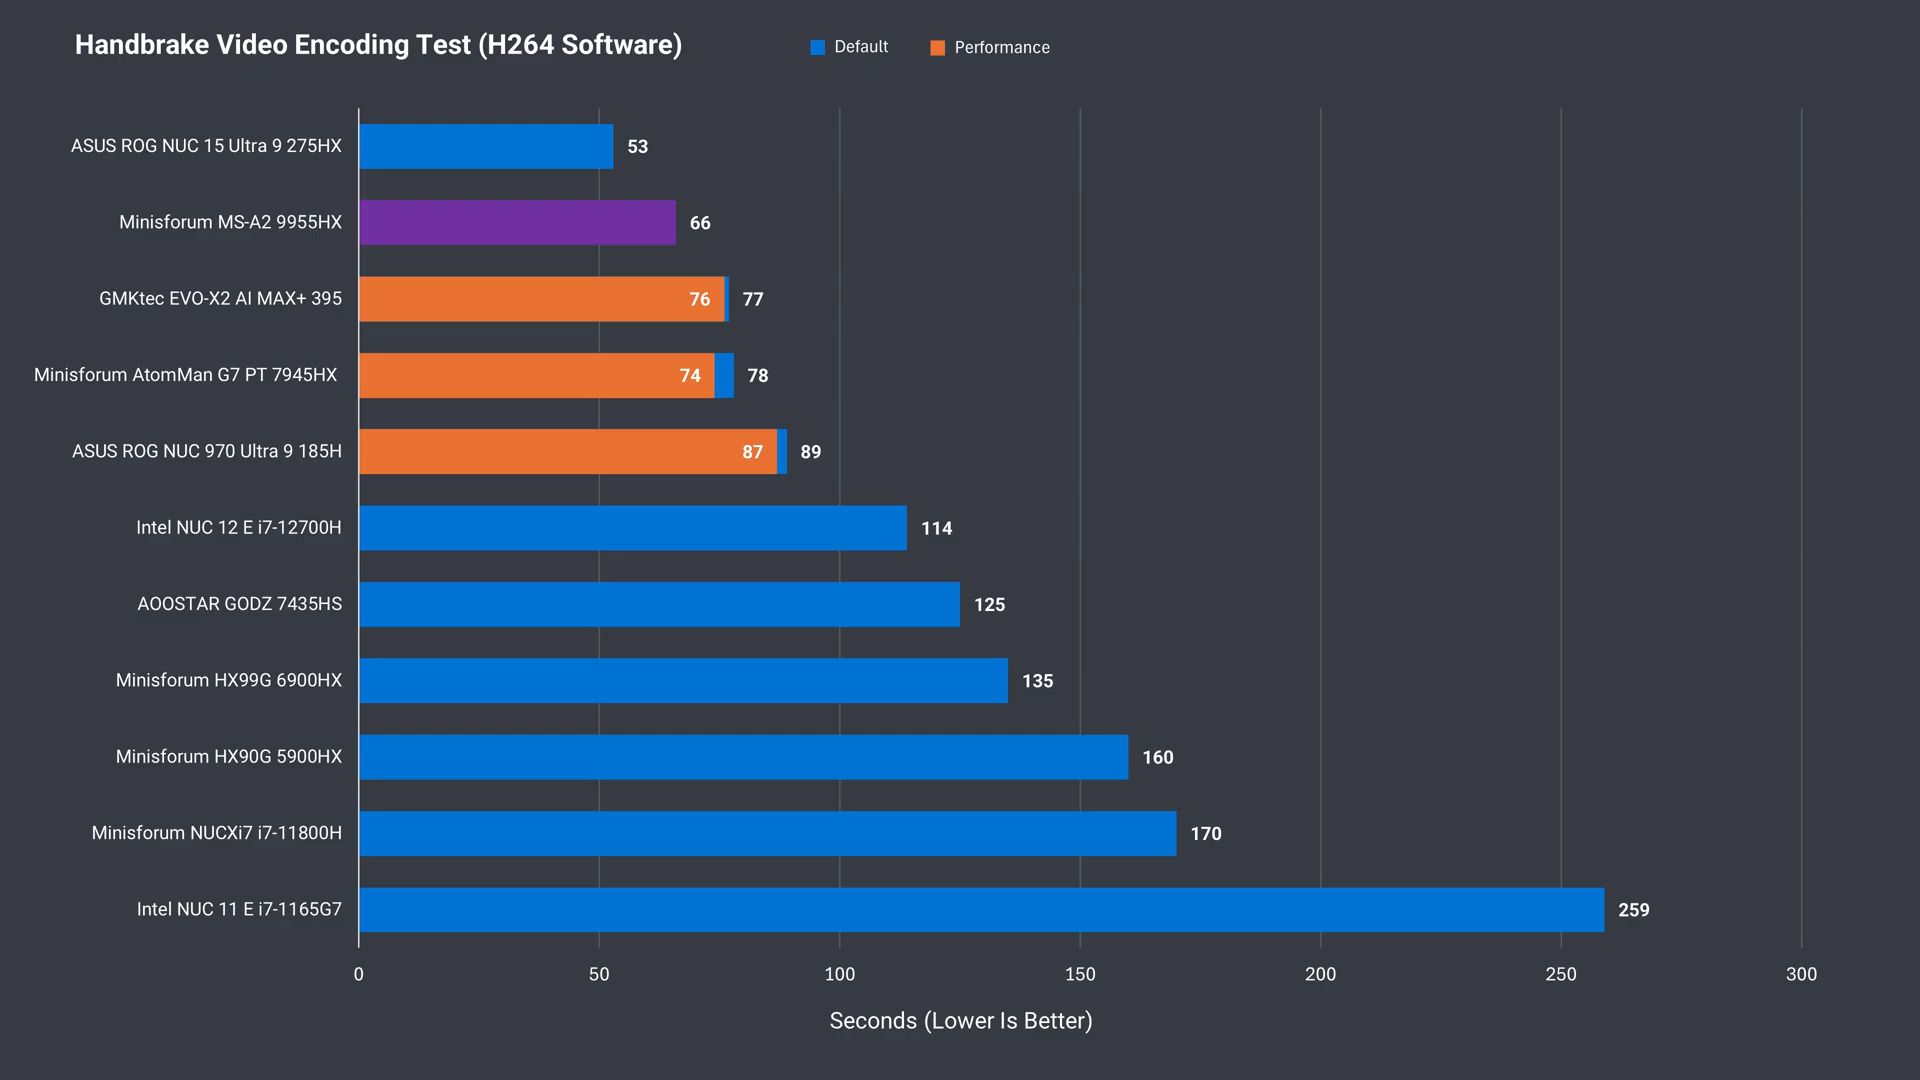 Handbrake Video Encoding Test (H264 Software)
Default
Performance
ASUS ROG NUC 15 Ultra 9 275HX 53
Minisforum MS-A2 9955HX 66
GMKtec EVO-X2 AI MAX+ 395 76 77
Minisforum AtomMan G7 PT 7945HX 74 78
ASUS ROG NUC 970 Ultra 9 185H 87 89
Intel NUC 12 E i7-12700H 114
AOOSTAR GODZ 7435HS 125
Minisforum HX99G 6900HX 135
Minisforum HX90G 5900HX 160
Minisforum NUCXi7 i7-11800H 170
Intel NUC 11 E i7-1165G7 259
0 50 100 150 200 250 300
Seconds (Lower Is Better)